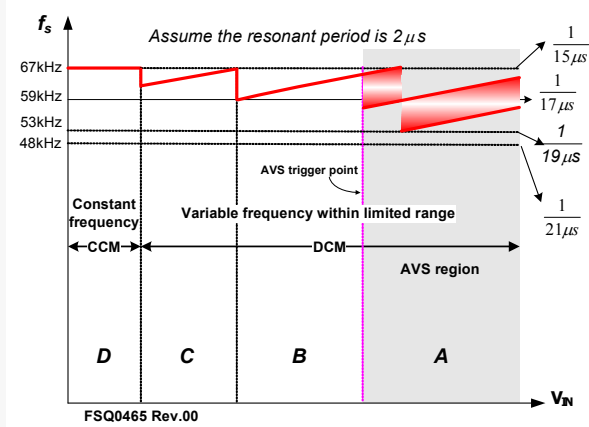 fs
Assume the resonant period is 2μs
67kHz
1
15μs
59kHz
1
17μs
53kHz
1
19μs
48kHz
1
21μs
AVS trigger point
Constant
frequency
Variable frequency within limited range
CCM
DCM
AVS region
D
C
B
A
VIN
FSQ0465 Rev.00